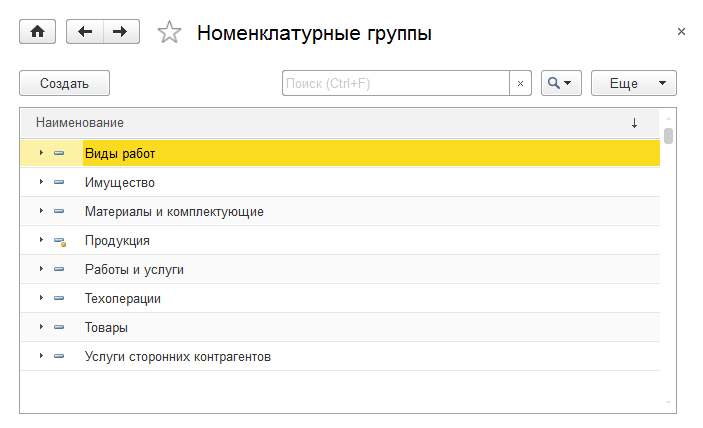 Номенклатурные группы
Создать
Поиск (Ctrl+F)
Еще
Наименование
Виды работ
Имущество
Материалы и комплектующие
Продукция
Работы и услуги
Техоперации
Товары
Услуги сторонних контрагентов